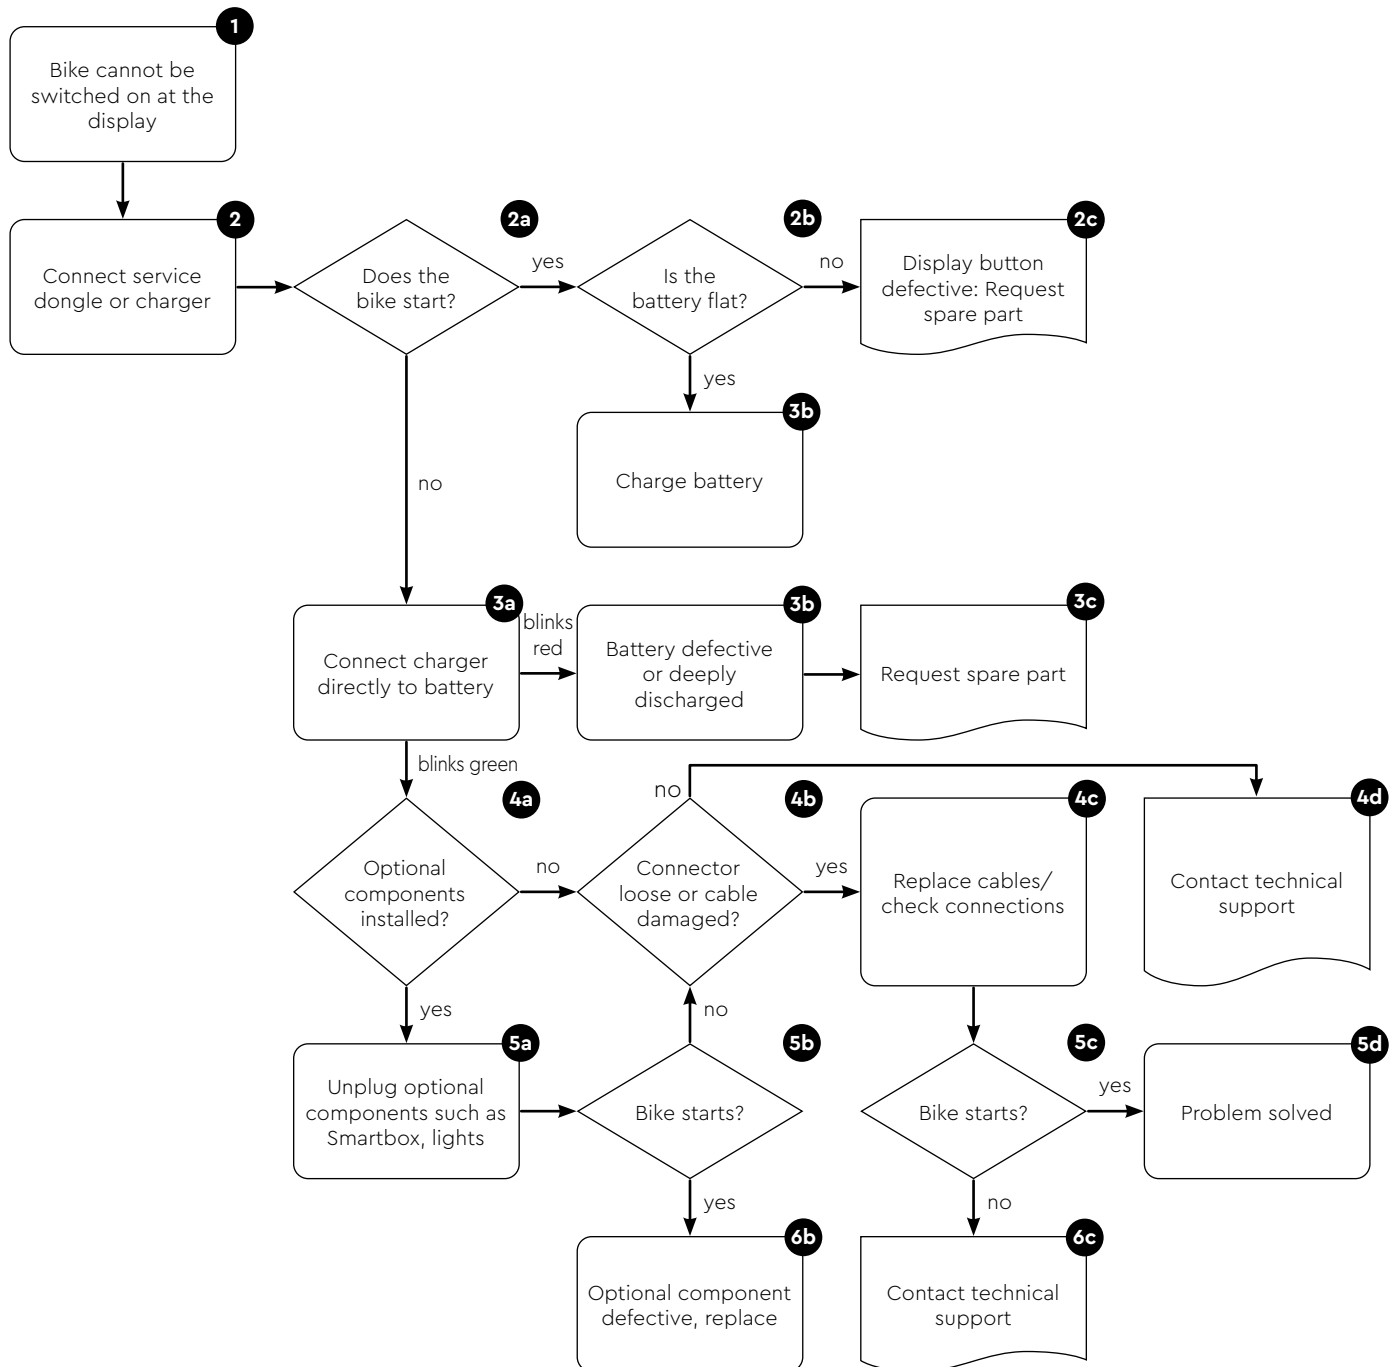 1
Bike cannot be
switched on at the
display
2
Connect service
dongle or charger
2a
Does the
bike start?
yes
2b
Is the
battery flat?
no
2c
Display button
defective: Request
spare part
yes
3b
Charge battery
no
3a
Connect charger
directly to battery
blinks
red
3b
Battery defective
or deeply
discharged
3c
Request spare part
blinks green
4a
Optional
components
installed?
no
no
4b
Connector
loose or cable
damaged?
yes
4c
Replace cables/
check connections
4d
Contact technical
support
yes
5a
Unplug optional
components such as
Smartbox, lights
no
5b
Bike starts?
5c
Bike starts?
yes
5d
Problem solved
yes
6b
Optional component
defective, replace
no
6c
Contact technical
support